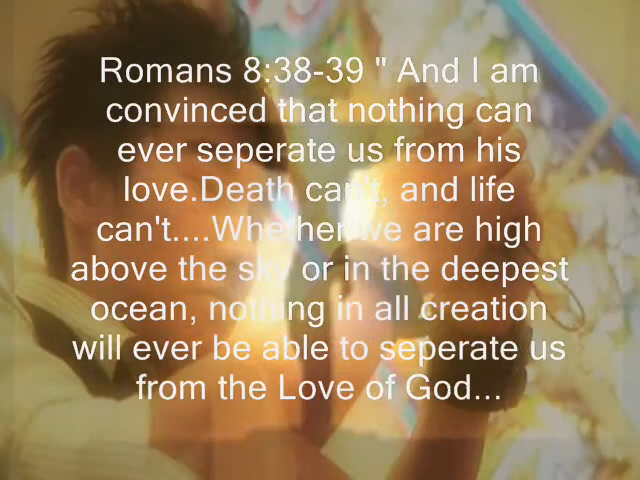 Romans 8:38-39 " And I am
convinced that nothing can
ever seperate us from his
love.Death can't, and life
can't....Whether we are high
above the sky or in the deepest
ocean, nothing in all creation
will ever be able to seperate us
from the Love of God...